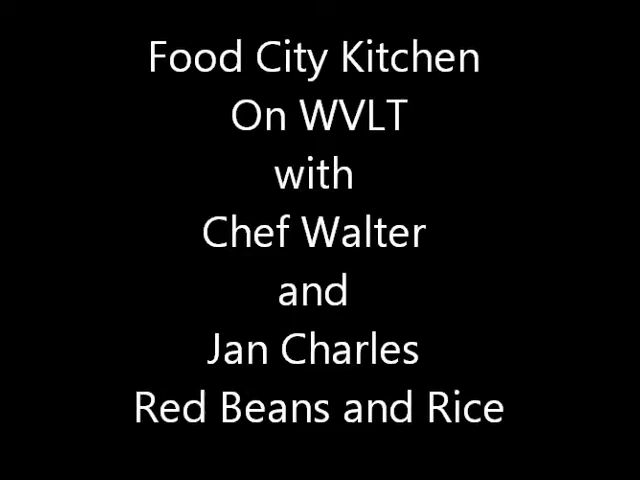 Food City Kitchen
On WVLT
with
Chef Walter
and
Jan Charles
Red Beans and Rice